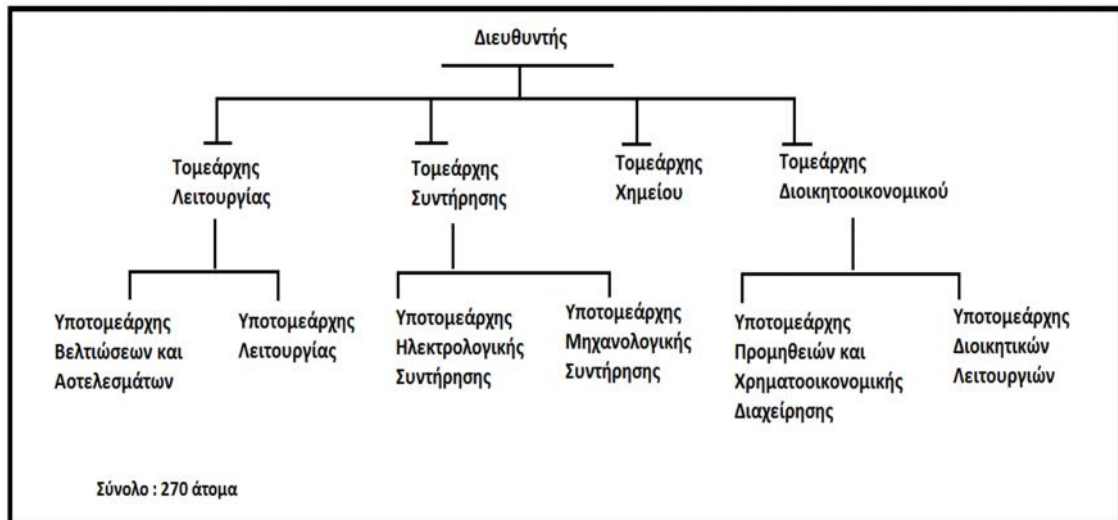 Διευθυντής
Τομεάρχης
Λειτουργίας
Τομεάρχης
Συντήρησης
Τομεάρχης
Χημείου
Τομεάρχης
Διοικητοοικονομικού
Υποτομεάρχης
Βελτιώσεων και
Αοτελεσμάτων
Υποτομεάρχης
Λειτουργίας
Υποτομεάρχης
Ηλεκτρολογικής
Συντήρησης
Υποτομεάρχης
Μηχανολογικής
Συντήρησης
Υποτομεάρχης
Προμηθειών και
Χρηματοοικονομικής
Διαχείρησης
Υποτομεάρχης
Διοικητικών
Λειτουργιών
Σύνολο : 270 άτομα